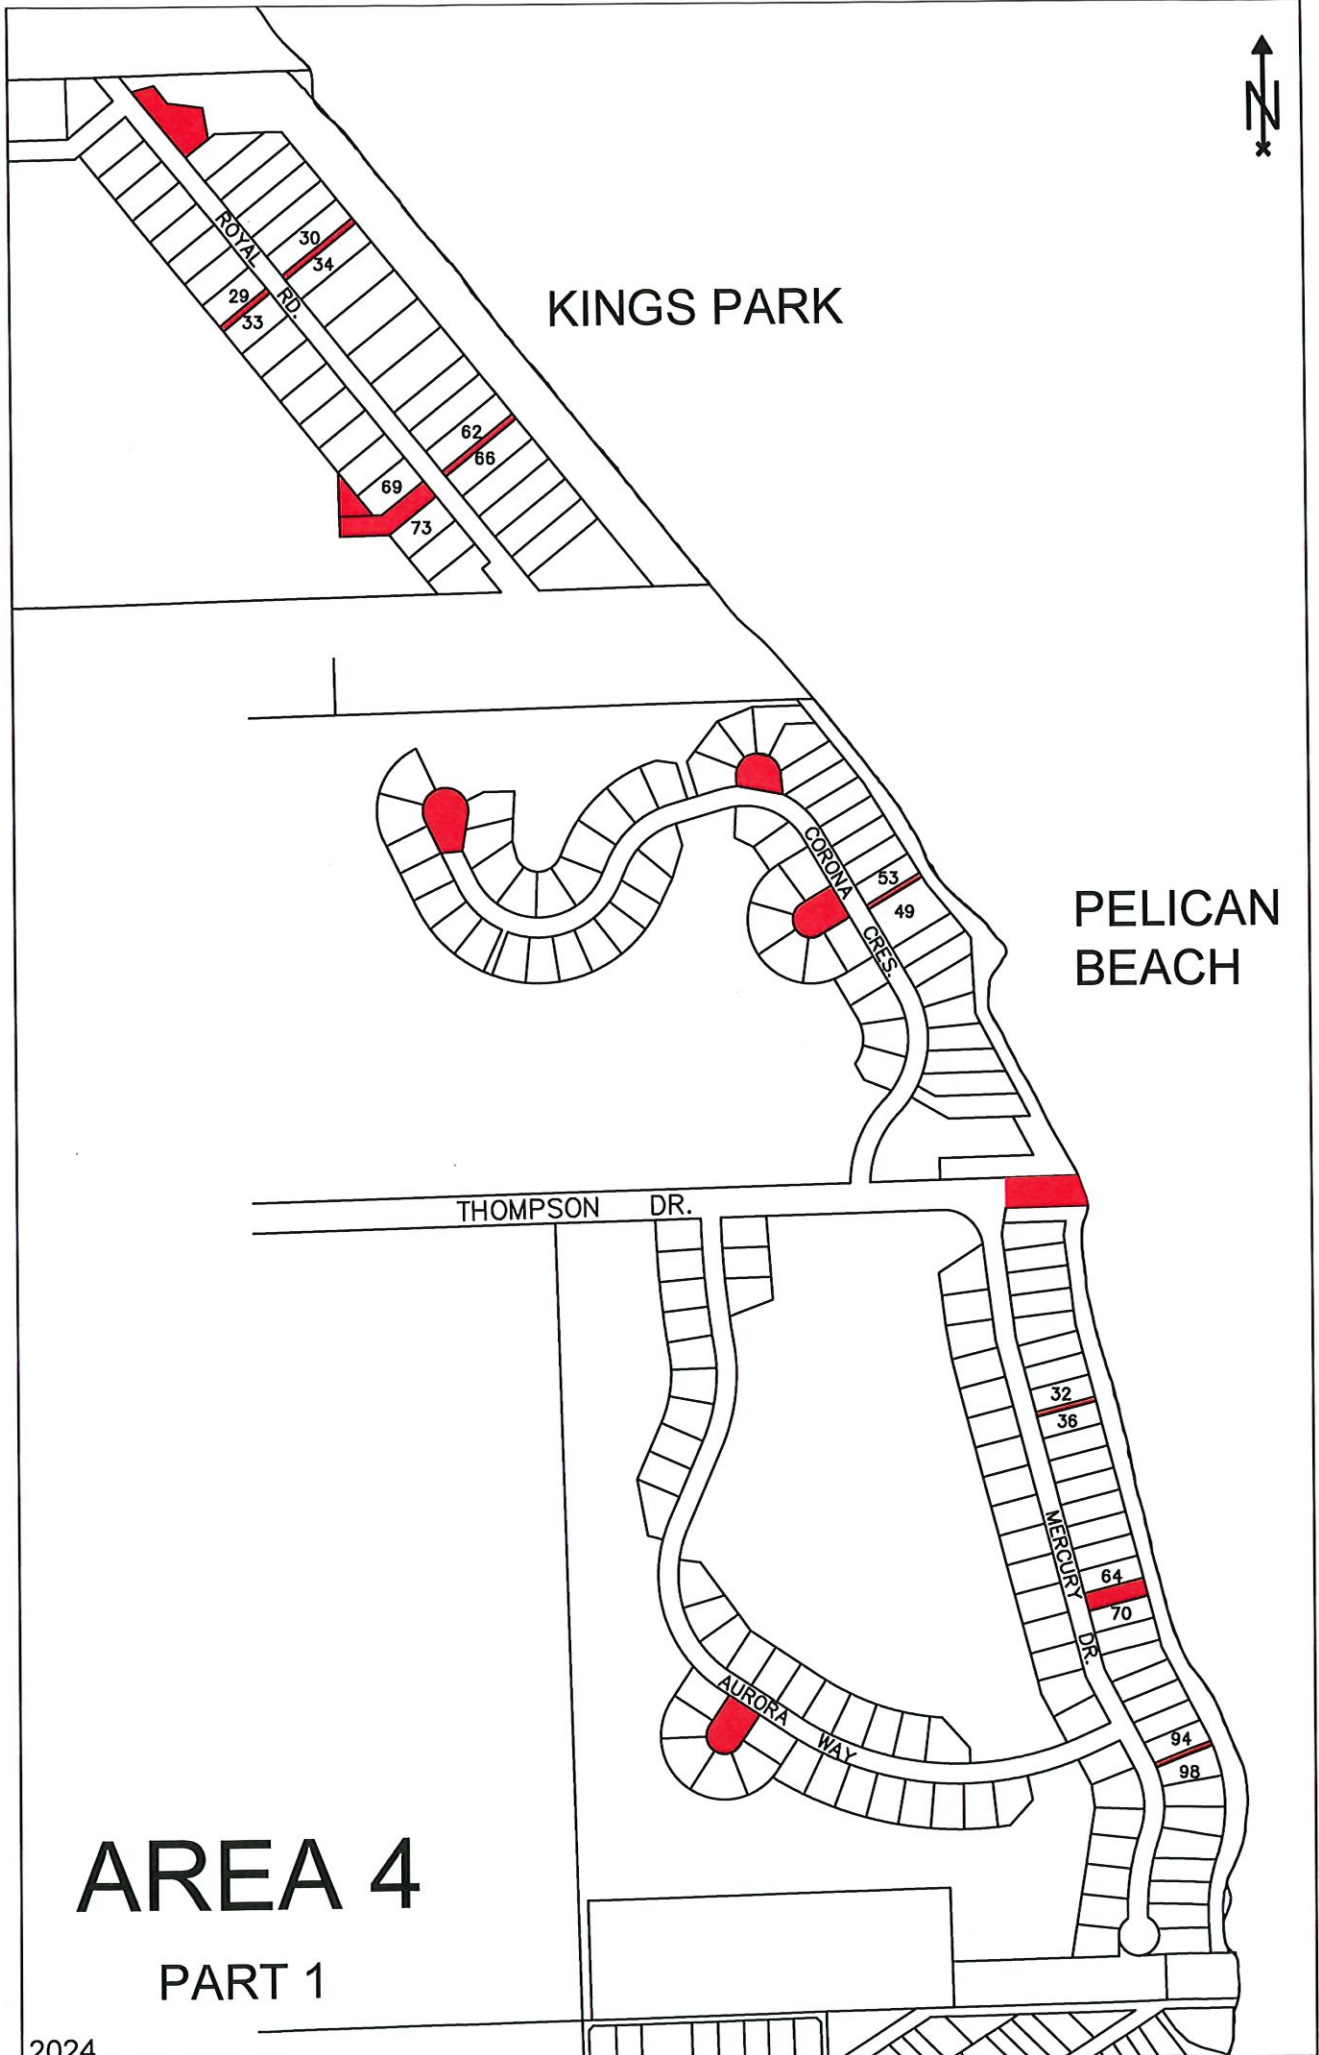 N
30
ROYAL RD.
34
29
33
KINGS PARK
62
66
69
73
CORONA CRES.
53
49
PELICAN
BEACH
THOMPSON DR.
32
36
MERCURY DR.
64
70
AURORA WAY
94
98
AREA 4
PART 1
2024